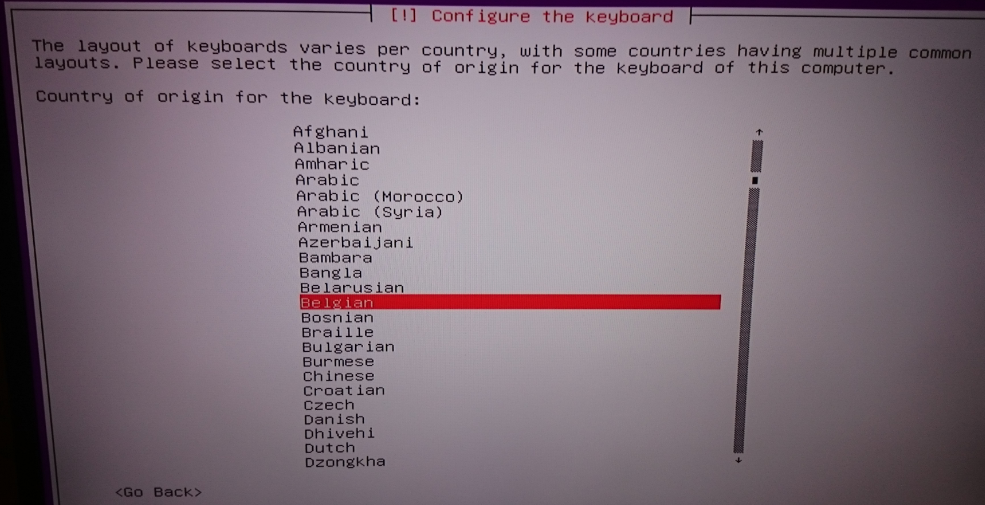 [!] Configure the keyboard
The layout of keyboards varies per country, with some countries having multiple common
layouts. Please select the country of origin for the keyboard of this computer.
Country of origin for the keyboard:
Afghani
Albanian
Amharic
Arabic
Arabic (Morocco)
Arabic (Syria)
Armenian
Azerbaijani
Bambara
Bangla
Belarusian
Belgian
Bosnian
Braille
Bulgarian
Burmese
Chinese
Croatian
Czech
Danish
Dhivehi
Dutch
Dzongkha
<Go Back>